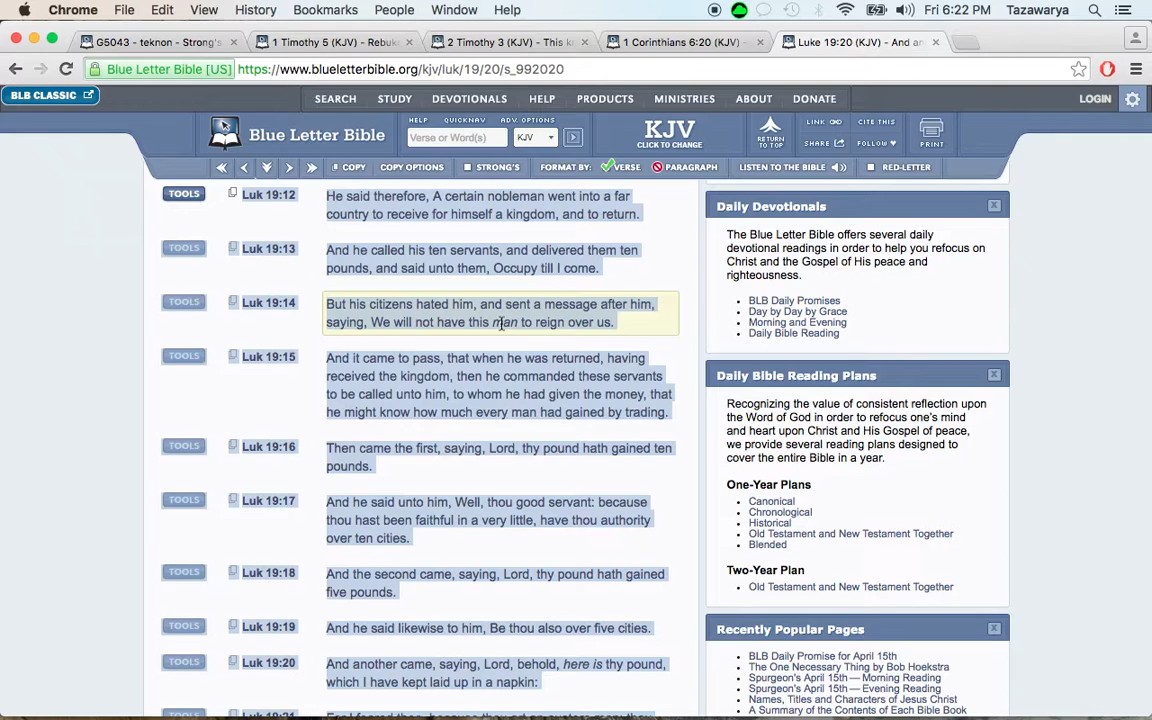 Chrome File Edit View History Bookmarks People Window Help Fri 6:22 PM Tazawarya
G5043 - teknon - Strong's × 1 Timothy 5 (KJV) - Rebuk × 2 Timothy 3 (KJV) - This k × 1 Corinthians 6:20 (KJV) - × Luke 19:20 (KJV) - And an ×
Blue Letter Bible [US] https://www.blueletterbible.org/kjv/luk/19/20/s_992020
BLB CLASSIC SEARCH STUDY DEVOTIONALS HELP PRODUCTS MINISTRIES ABOUT DONATE LOGIN
HELP QUICKNAV ADV. OPTIONS
Blue Letter Bible Verse or Word(s) KJV
KJV
CLICK TO CHANGE
RETURN
TO TOP
LINK CITE THIS
SHARE FOLLOW
PRINT
COPY COPY OPTIONS STRONG'S FORMAT BY: VERSE PARAGRAPH LISTEN TO THE BIBLE RED-LETTER
TOOLS Luk 19:12 He said therefore, A certain nobleman went into a far
country to receive for himself a kingdom, and to return.
TOOLS Luk 19:13 And he called his ten servants, and delivered them ten
pounds, and said unto them, Occupy till I come.
TOOLS Luk 19:14 But his citizens hated him, and sent a message after him,
saying, We will not have this man to reign over us.
TOOLS Luk 19:15 And it came to pass, that when he was returned, having
received the kingdom, then he commanded these servants
to be called unto him, to whom he had given the money, that
he might know how much every man had gained by trading.
TOOLS Luk 19:16 Then came the first, saying, Lord, thy pound hath gained ten
pounds.
TOOLS Luk 19:17 And he said unto him, Well, thou good servant: because
thou hast been faithful in a very little, have thou authority
over ten cities.
TOOLS Luk 19:18 And the second came, saying, Lord, thy pound hath gained
five pounds.
TOOLS Luk 19:19 And he said likewise to him, Be thou also over five cities.
TOOLS Luk 19:20 And another came, saying, Lord, behold, here is thy pound,
which I have kept laid up in a napkin:
Daily Devotionals
The Blue Letter Bible offers several daily
devotional readings in order to help you refocus on
Christ and the Gospel of His peace and
righteousness.
BLB Daily Promises
Day by Day by Grace
Morning and Evening
Daily Bible Reading
Daily Bible Reading Plans
Recognizing the value of consistent reflection upon
the Word of God in order to refocus one's mind
and heart upon Christ and His Gospel of peace,
we provide several reading plans designed to
cover the entire Bible in a year.
One-Year Plans
Canonical
Chronological
Historical
Old Testament and New Testament Together
Blended
Two-Year Plan
Old Testament and New Testament Together
Recently Popular Pages
BLB Daily Promise for April 15th
The One Necessary Thing by Bob Hoekstra
Spurgeon's April 15th — Morning Reading
Spurgeon's April 15th — Evening Reading
Names, Titles and Characters of Jesus Christ
A Summary of the Contents of Each Bible Book